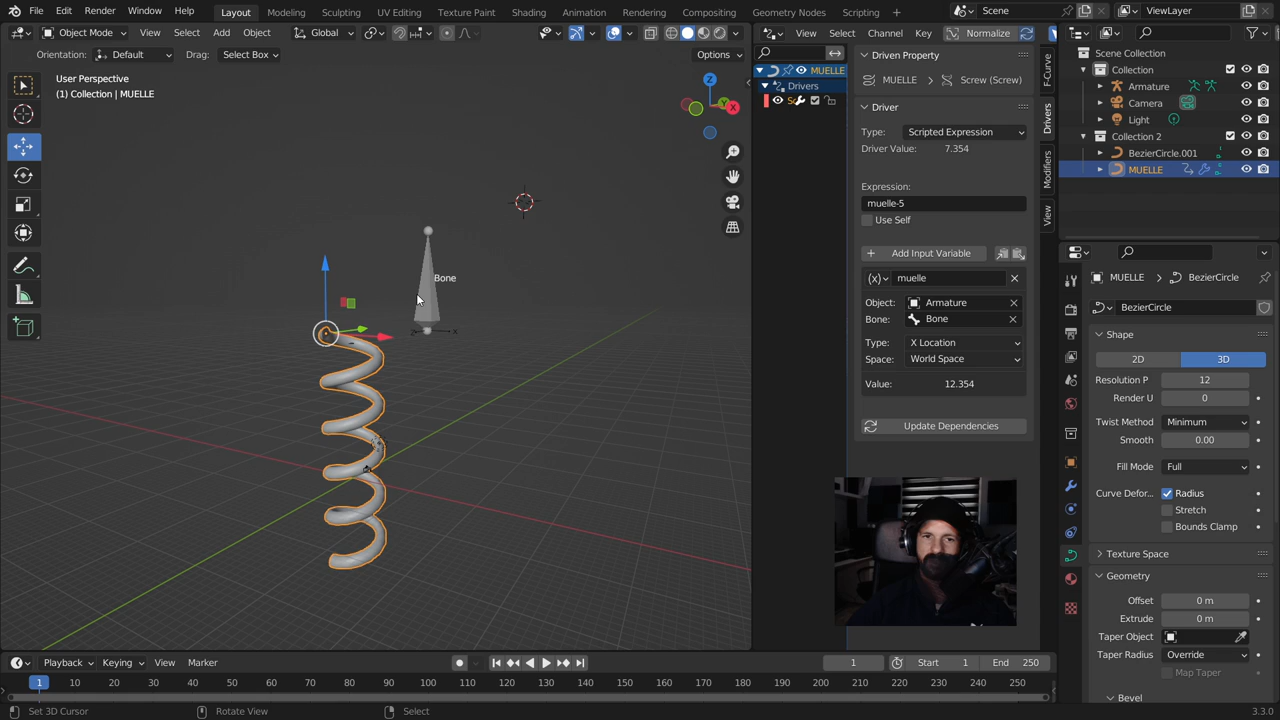 File Edit Render Window Help Layout Modeling Sculpting UV Editing Texture Paint Shading Animation Rendering Compositing Geometry Nodes Scripting Scene ViewLayer
Object Mode View Select Add Object Global View Select Channel Key Normalize
Orientation: Default Drag: Select Box Options
User Perspective
(1) Collection | MUELLE
X
Y
Z
Bone
MUELLE
Drivers
Driven Property
MUELLE Screw (Screw)
Driver
Type: Scripted Expression
Driver Value: 7.354
Expression:
muelle-5
Use Self
Add Input Variable
(x) muelle
Object: Armature
Bone: Bone
Type: X Location
Space: World Space
Value: 12.354
Update Dependencies
F-Curve
Drivers
Modifiers
View
Scene Collection
Collection
Armature
Camera
Light
Collection 2
BezierCircle.001
MUELLE
MUELLE BezierCircle
BezierCircle
Shape
2D 3D
Resolution P 12
Render U 0
Twist Method Minimum
Smooth 0.00
Fill Mode Full
Curve Defor... Radius
Stretch
Bounds Clamp
Texture Space
Geometry
Offset 0 m
Extrude 0 m
Taper Object
Taper Radius Override
Map Taper
Bevel
Playback Keying View Marker 1 Start 1 End 250
1 10 20 30 40 50 60 70 80 90 100 110 120 130 140 150 160 170 180 190 200 210 220 230 240 250
Set 3D Cursor Rotate View Select 3.3.0